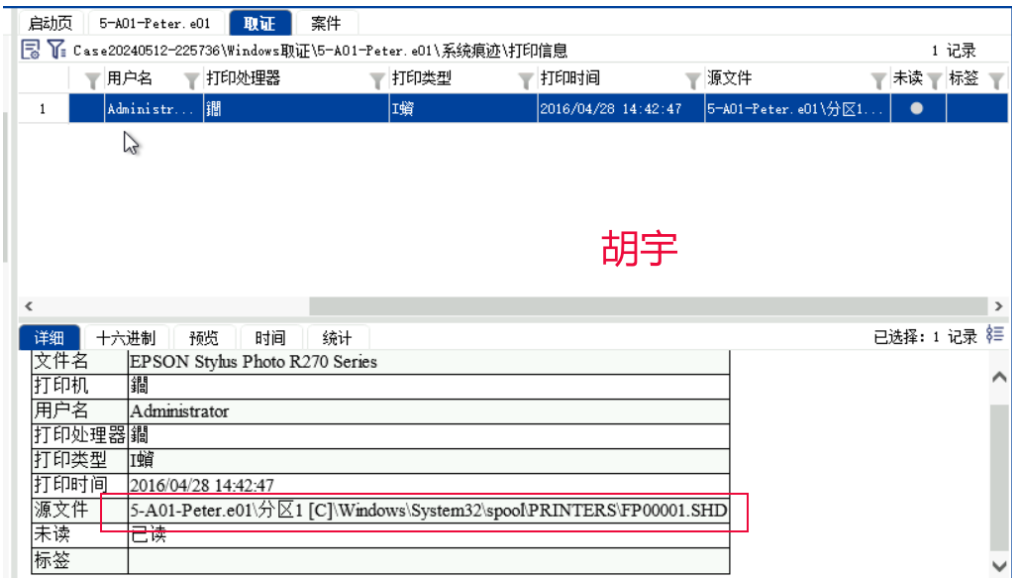 启动页 5-A01-Peter.e01 取证 案件
Case20240512-225736\Windows取证\5-A01-Peter.e01\系统痕迹\打印信息 1 记录
用户名 打印处理器 打印类型 打印时间 源文件 未读 标签
1 Administr... 鐗 I蠀 2016/04/28 14:42:47 5-A01-Peter.e01\分区1...
胡宇
详细 十六进制 预览 时间 统计 已选择: 1 记录
文件名 EPSON Stylus Photo R270 Series
打印机
用户名 Administrator
打印处理器
打印类型
打印时间 2016/04/28 14:42:47
源文件 5-A01-Peter.e01\分区1 [C]\Windows\System32\spool\PRINTERS\FP00001.SHD
未读 已读
标签